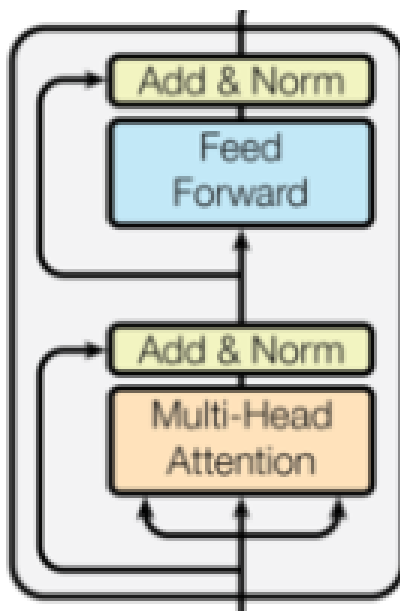 Add & Norm
Feed
Forward
Add & Norm
Multi-Head
Attention